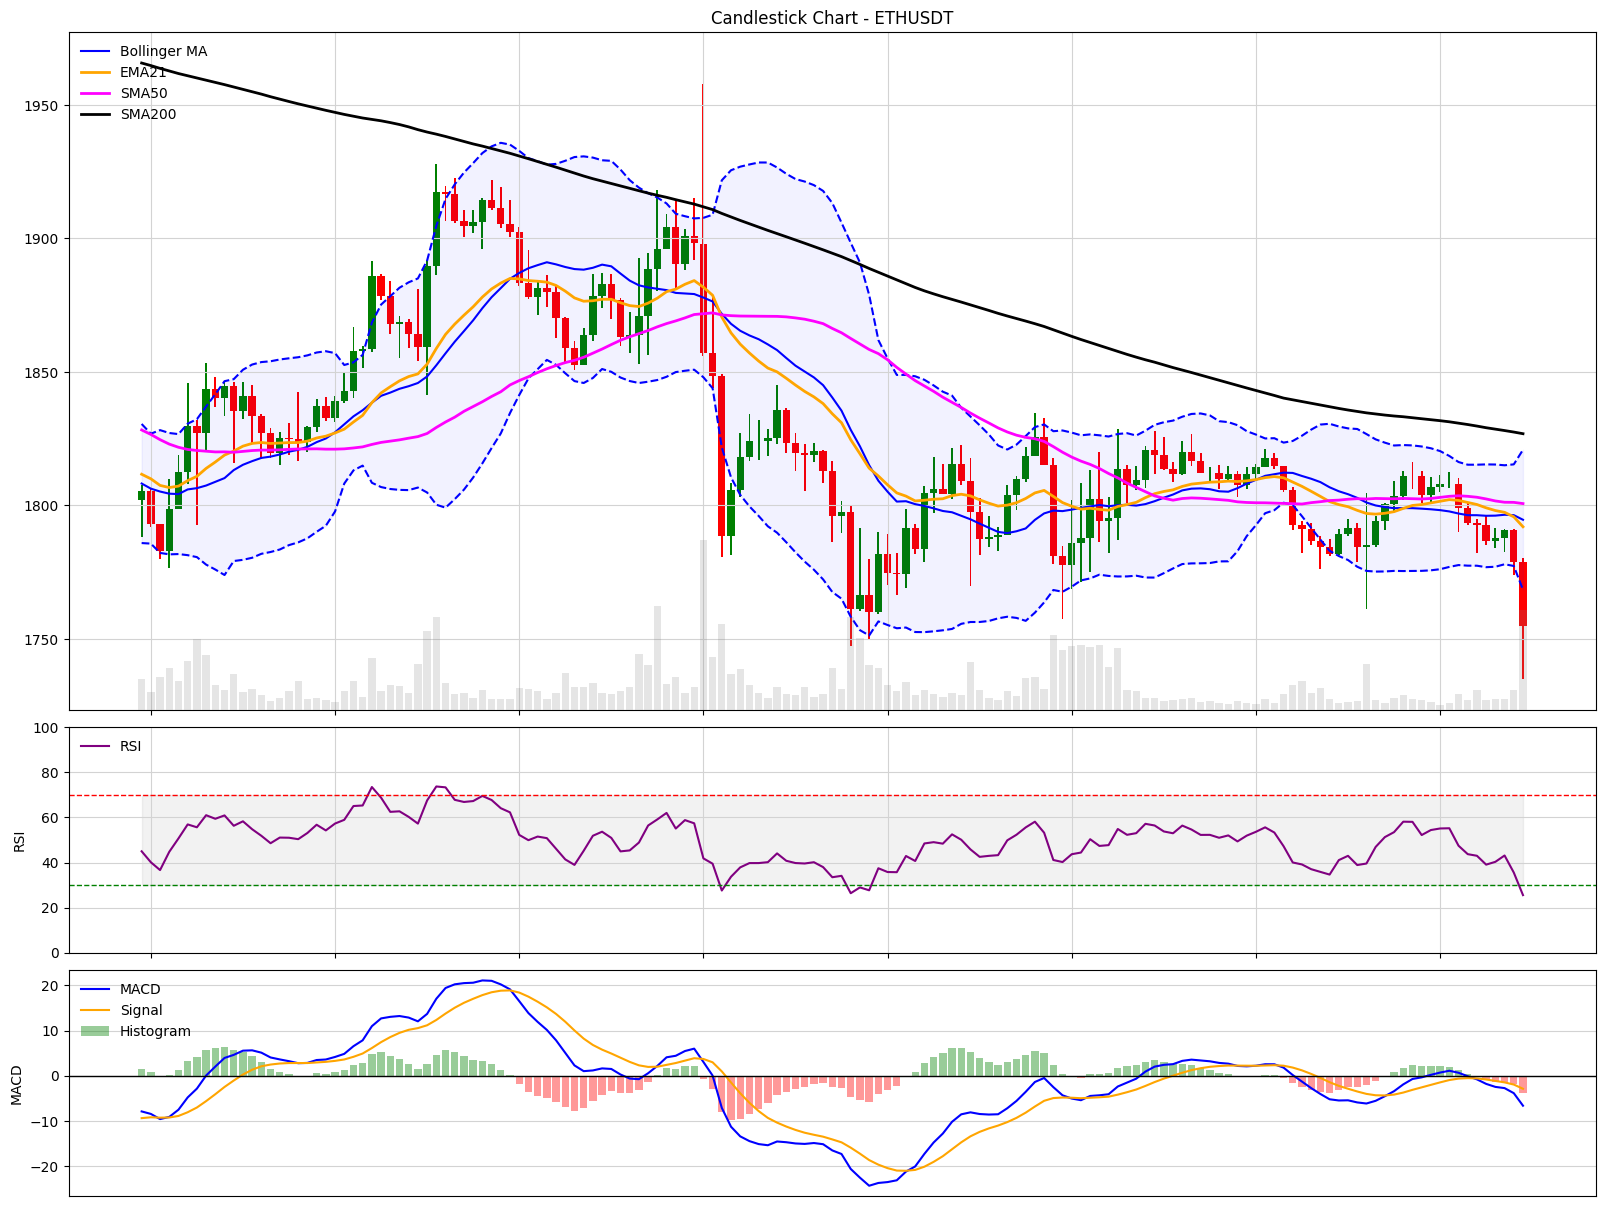 Candlestick Chart - ETHUSDT
Bollinger MA
EMA21
SMA50
SMA200
1950
1900
1850
1800
1750
100
80
60
40
20
0
RSI
RSI
20
10
0
−10
−20
MACD
MACD
Signal
Histogram